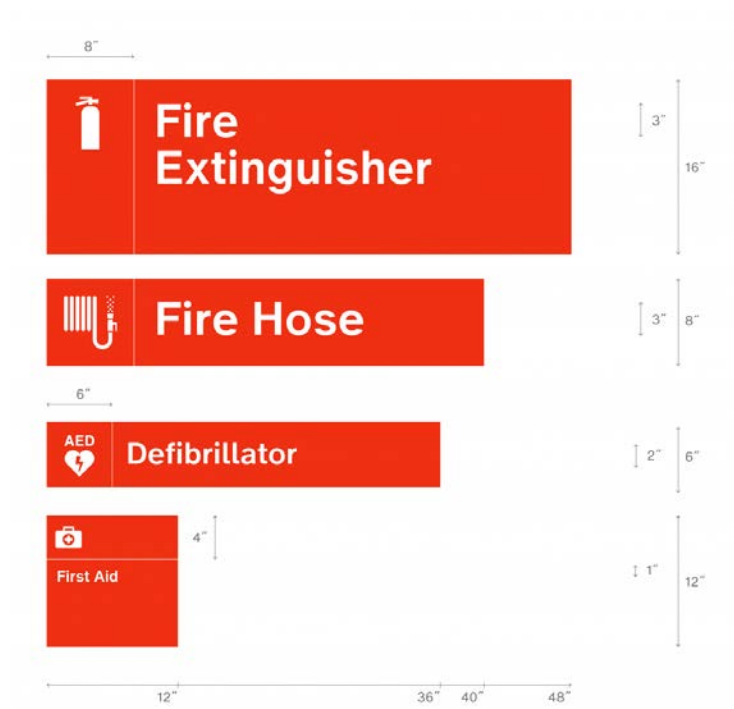 8″
Fire
Extinguisher
3″
16″
Fire Hose
3″
8″
6″
AED
Defibrillator
2″
6″
4″
First Aid
1″
12″
12″
36″
40″
48″